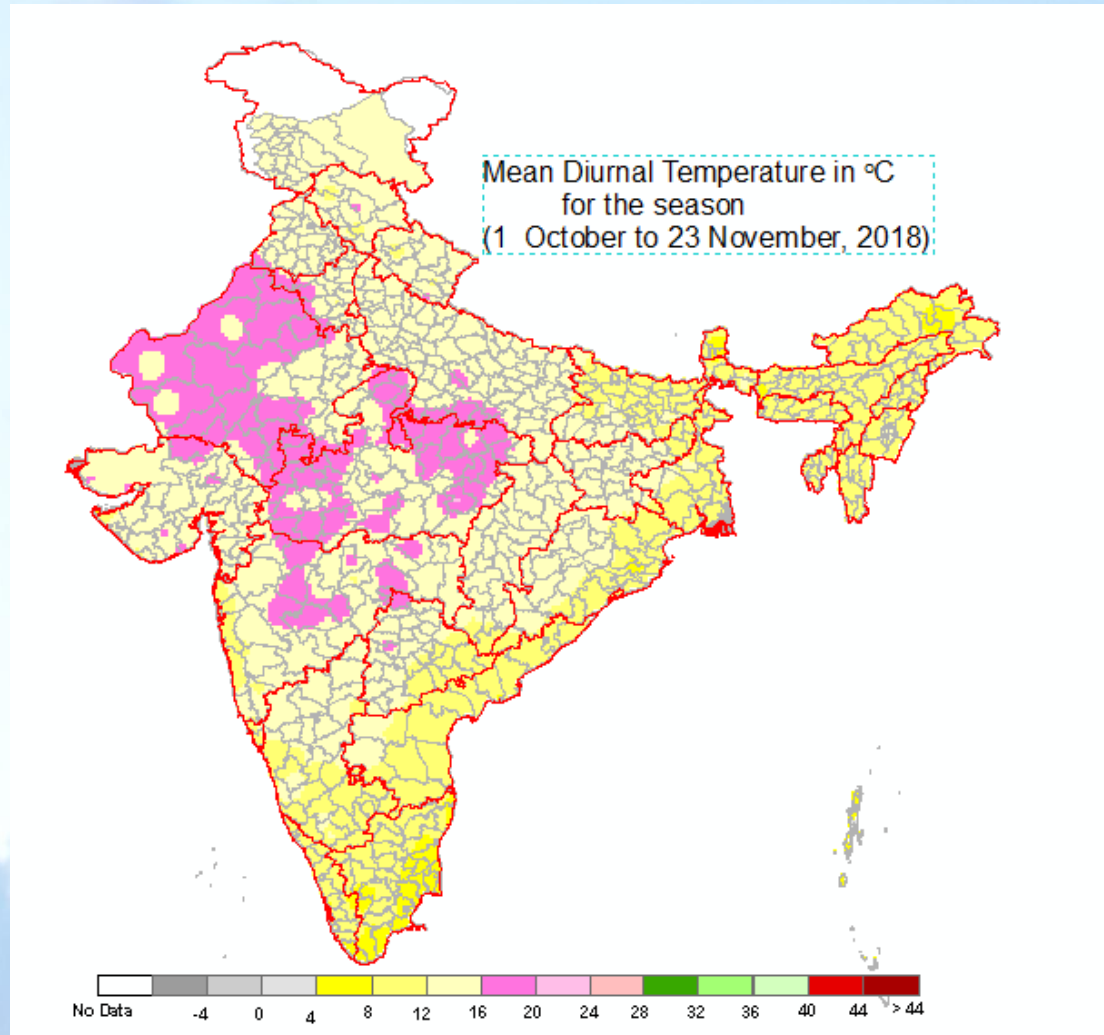 Mean Diurnal Temperature in ºC
for the season
(1 October to 23 November, 2018)
No Data -4 0 4 8 12 16 20 24 28 32 36 40 44 > 44